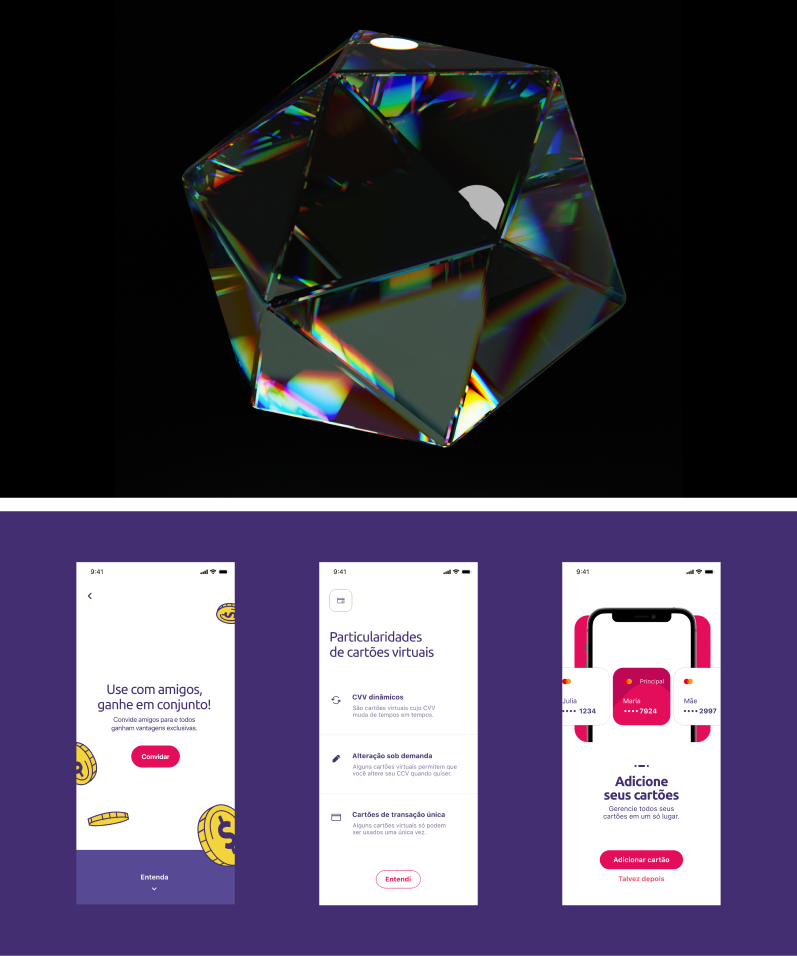 9:41
Use com amigos,
ganhe em conjunto!
Convide amigos para e todos
ganham vantagens exclusivas.
Convidar
Entenda
9:41
Particularidades
de cartões virtuais
CVV dinâmicos
São cartões virtuais cujo CVV
muda de tempos em tempos.
Alteração sob demanda
Alguns cartões virtuais permitem que
você altere seu CCV quando quiser.
Cartões de transação única
Alguns cartões virtuais só podem
ser usados uma única vez.
Entendi
9:41
Julia
•••• 1234
Principal
Maria
•••• 7924
Mãe
•••• 2997
Adicione
seus cartões
Gerencie todos seus
cartões em um só lugar.
Adicionar cartão
Talvez depois